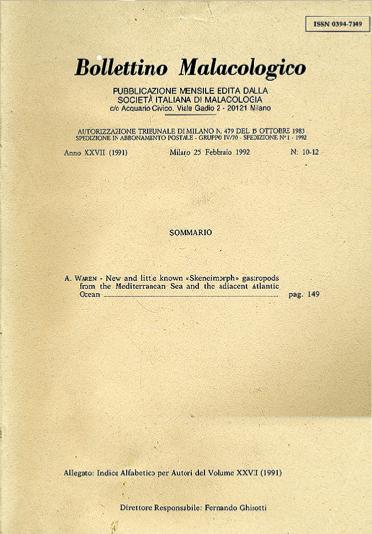 ISSN 0394-7149
Bollettino Malacologico
PUBBLICAZIONE MENSILE EDITA DALLA
SOCIETÀ ITALIANA DI MALACOLOGIA
c/o Acquario Civico. Viale Gadio 2 - 20121 Milano
AUTORIZZAZIONE TRIBUNALE DI MILANO N. 479 DEL 15 OTTOBRE 1983
SPEDIZIONE IN ABBONAMENTO POSTALE - GRUPPO IV/70 - SPEDIZIONE N° 1 - 1992
Anno XXVII (1991) Milano 25 Febbraio 1992 N. 10-12
SOMMARIO
A. WAREN - New and little known «Skeneimorph» gastropods
from the Mediterranean Sea and the adjacent Atlantic
Ocean ........ pag. 149
Allegato: Indice Alfabetico per Autori del Volume XXVII (1991)
Direttore Responsabile: Fernando Ghisotti